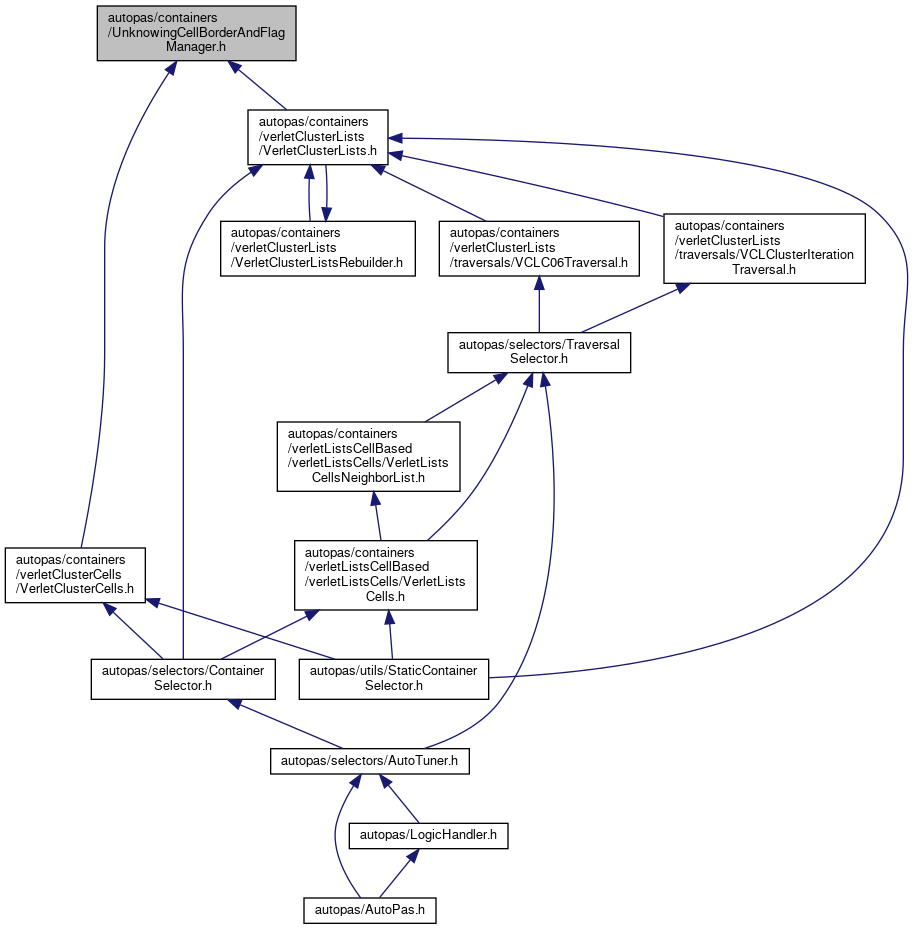 autopas/containers
/UnknowingCellBorderAndFlag
Manager.h
autopas/containers
/verletClusterLists
/VerletClusterLists.h
autopas/containers
/verletClusterLists
/VerletClusterListsRebuilder.h
autopas/containers
/verletClusterLists
/traversals/VCLC06Traversal.h
autopas/containers
/verletClusterLists
/traversals/VCLClusterIteration
Traversal.h
autopas/selectors/Traversal
Selector.h
autopas/containers
/verletListsCellBased
/verletListsCells/VerletLists
CellsNeighborList.h
autopas/containers
/verletClusterCells
/VerletClusterCells.h
autopas/containers
/verletListsCellBased
/verletListsCells/VerletLists
Cells.h
autopas/selectors/Container
Selector.h
autopas/utils/StaticContainer
Selector.h
autopas/selectors/AutoTuner.h
autopas/LogicHandler.h
autopas/AutoPas.h